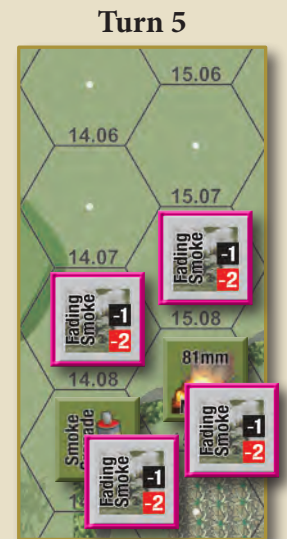 Turn 5
15.06
14.06
15.07
14.07
Fading
Smoke
-1
-2
15.08
Fading
Smoke
-1
-2
81mm
14.08
Smoke
Fading
Smoke
-1
-2
Fading
Smoke
-1
-2